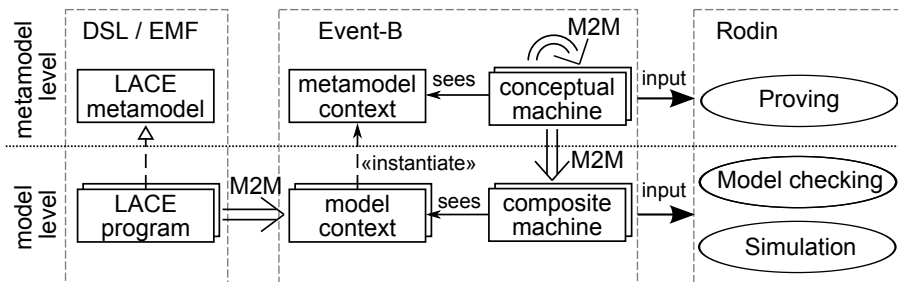 DSL / EMF
Event-B
M2M
Rodin
metamodel
level
LACE
metamodel
metamodel
context
sees
conceptual
machine
input
Proving
«instantiate»
M2M
model
level
LACE
program
M2M
model
context
sees
composite
machine
input
Model checking
Simulation